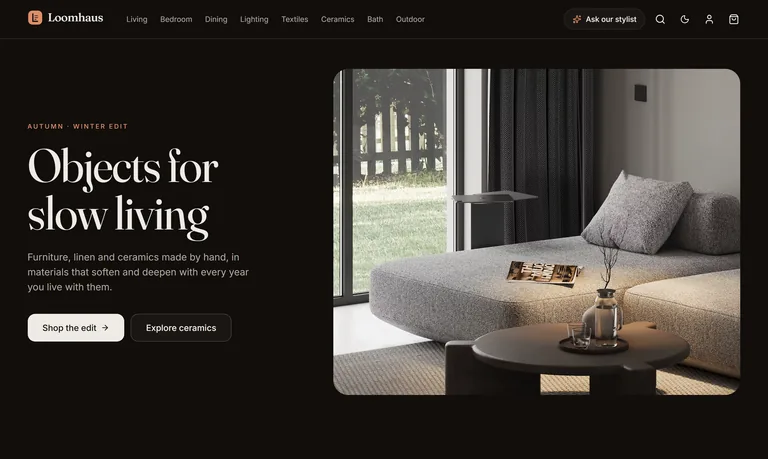 Loomhaus
Living Bedroom Dining Lighting Textiles Ceramics Bath Outdoor
Ask our stylist
AUTUMN · WINTER EDIT
Objects for
slow living
Furniture, linen and ceramics made by hand, in
materials that soften and deepen with every year
you live with them.
Shop the edit →
Explore ceramics